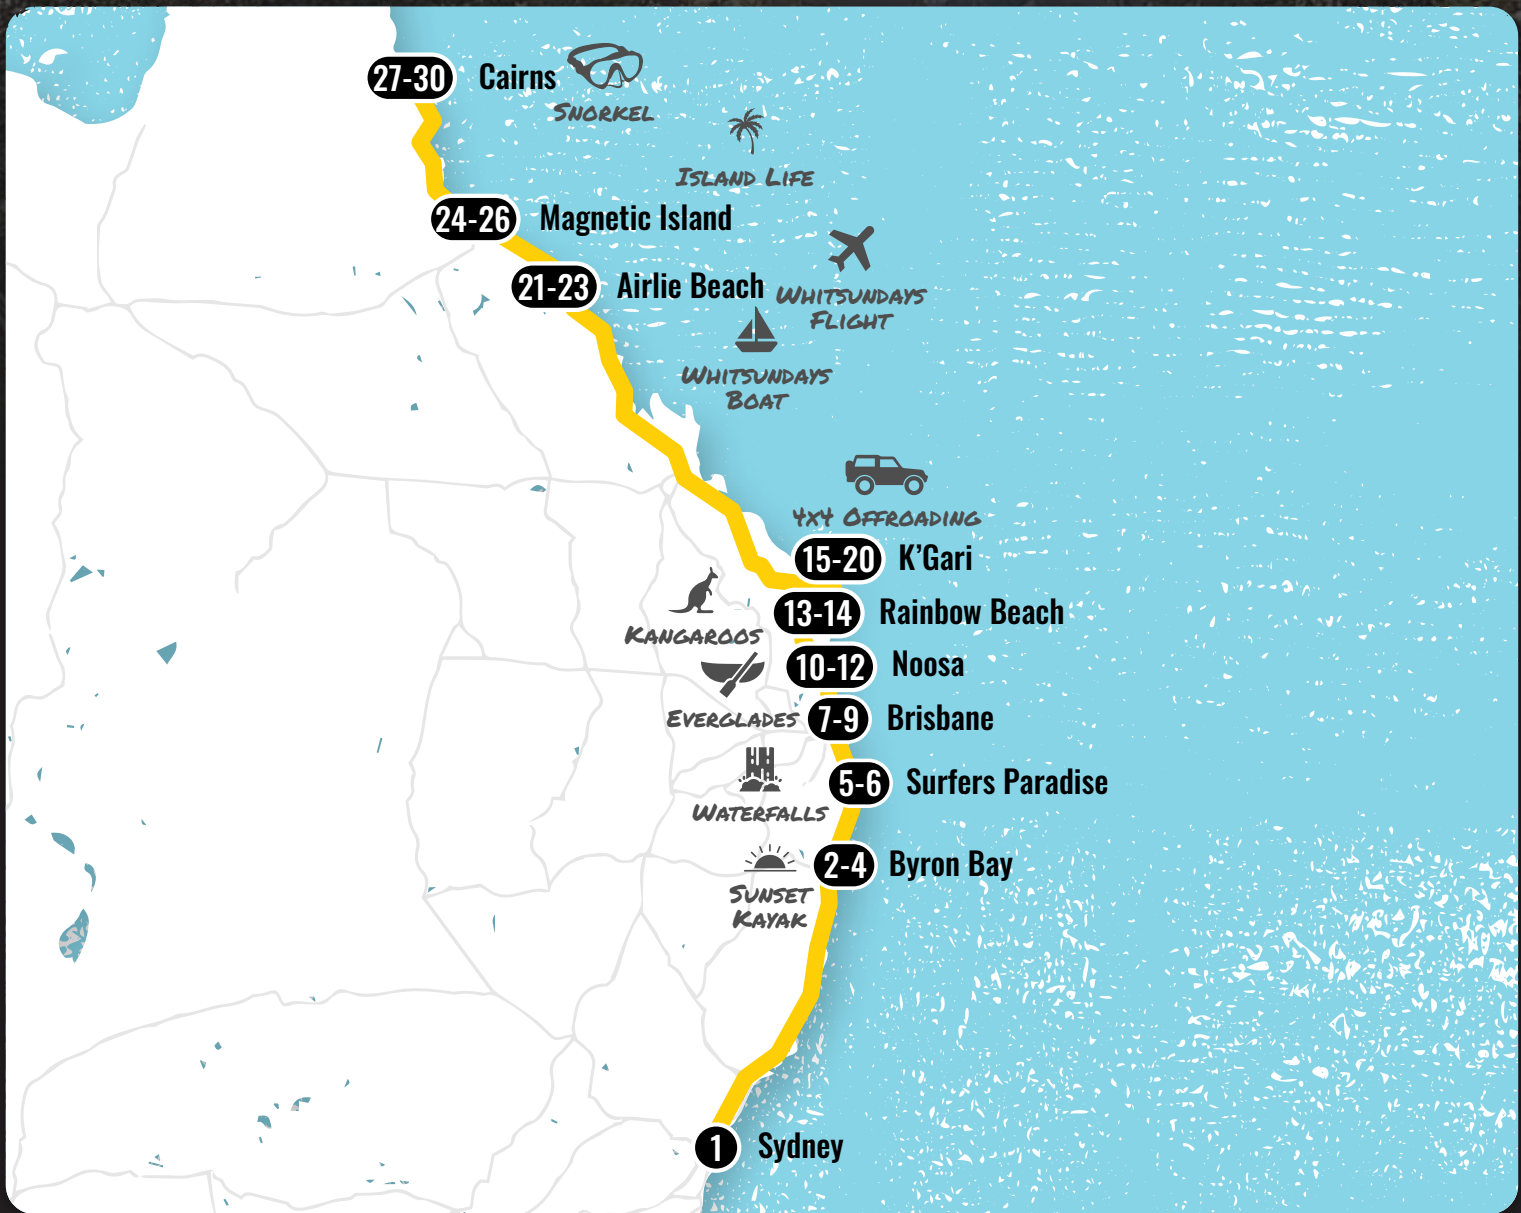 27-30 Cairns
SNORKEL
ISLAND LIFE
24-26 Magnetic Island
21-23 Airlie Beach
WHITSUNDAYS
FLIGHT
WHITSUNDAYS
BOAT
4X4 OFFROADING
15-20 K’Gari
13-14 Rainbow Beach
KANGAROOS
10-12 Noosa
EVERGLADES
7-9 Brisbane
5-6 Surfers Paradise
WATERFALLS
2-4 Byron Bay
SUNSET
KAYAK
1 Sydney